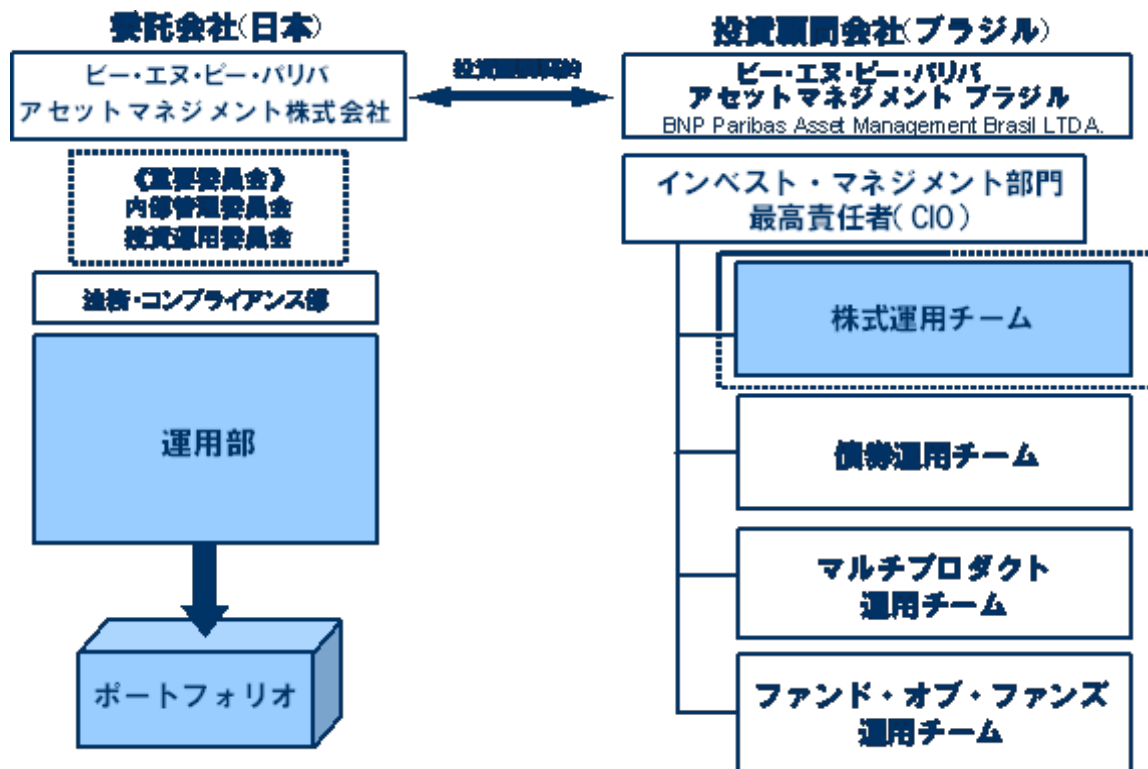 委託会社(日本)
ビー・エヌ・ピー・パリバ
アセットマネジメント株式会社
《重要委員会》
内部管理委員会
投資運用委員会
法務・コンプライアンス部
運用部
ポートフォリオ
投資顧問契約
投資顧問会社(ブラジル)
ビー・エヌ・ピー・パリバ
アセットマネジメント ブラジル
BNP Paribas Asset Management Brasil LTDA.
インベスト・マネジメント部門
最高責任者(CIO)
株式運用チーム
債券運用チーム
マルチプロダクト
運用チーム
ファンド・オブ・ファンズ
運用チーム